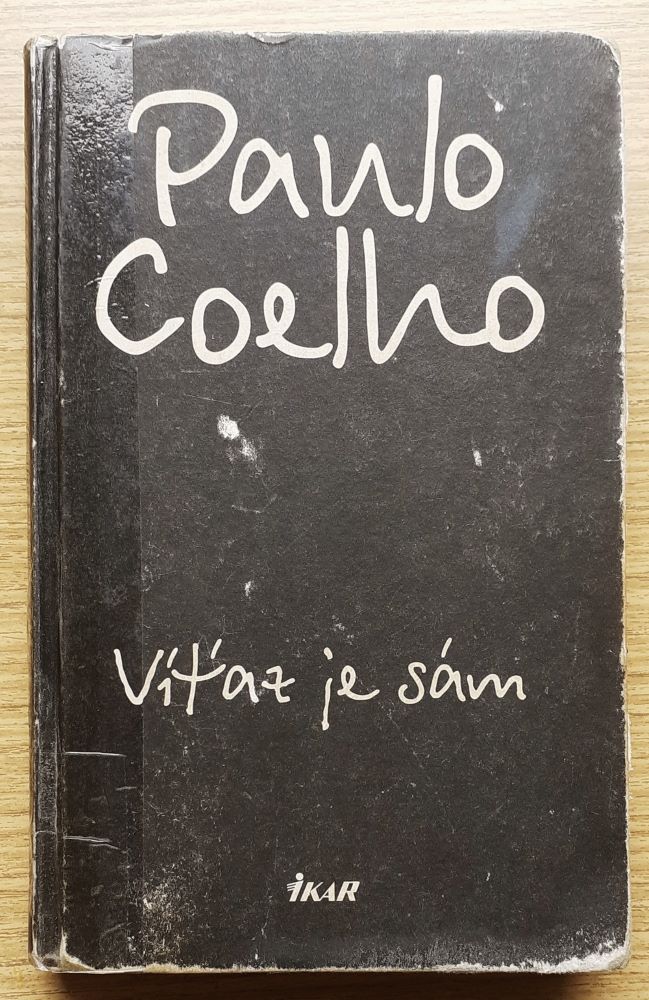 Paulo
Coelho
Víťaz je sám
IKAR